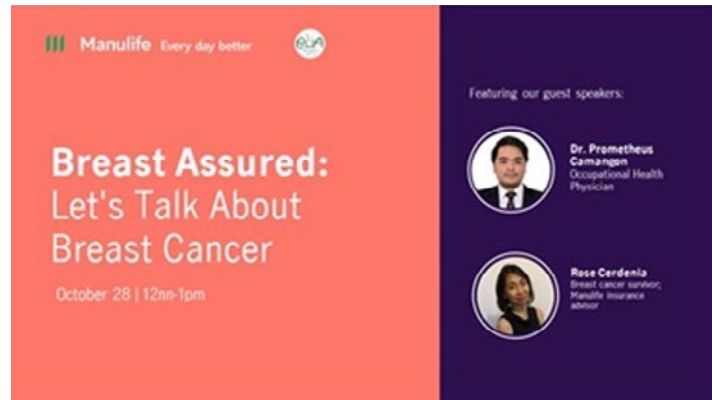 Manulife Every day better
Breast Assured:
Let's Talk About
Breast Cancer
October 28 | 12nn-1pm
Featuring our guest speakers:
Dr. Prometheus
Camangon
Occupational Health
Physician
Rose Cerdenia
Breast cancer survivor;
Manulife insurance
advisor